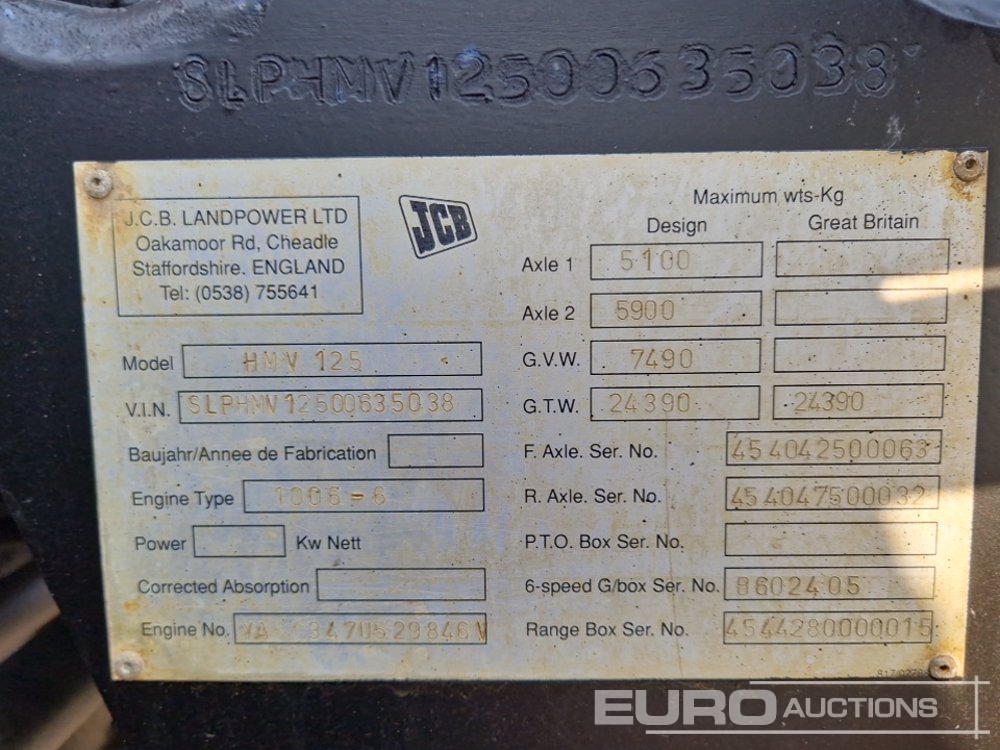 SLPHMV12500635038
J.C.B. LANDPOWER LTD
Oakamoor Rd, Cheadle
Staffordshire. ENGLAND
Tel: (0538) 755641
JCB
Maximum wts-Kg
Design Great Britain
Axle 1 5100
Axle 2 5900
Model HMV 125
G.V.W. 7490
V.I.N. SLPHMV12500635038
G.T.W. 24390 24390
Baujahr/Annee de Fabrication
F. Axle. Ser. No. 454042500063
Engine Type 1006-6
R. Axle. Ser. No. 454047500032
Power Kw Nett
P.T.O. Box Ser. No.
Corrected Absorption
6-speed G/box Ser. No. 8602405
Engine No.
Range Box Ser. No. 4544280000015
EURO AUCTIONS